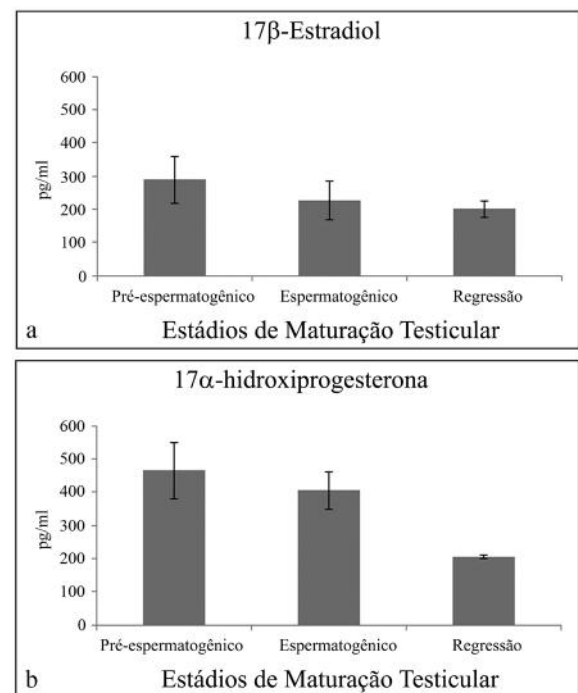 17β-Estradiol
600
500
400
300
200
100
0
pg/ml
Pré-espermatogênico Espermatogênico Regressão
a Estádios de Maturação Testicular
17α-hidroxiprogesterona
600
500
400
300
200
100
0
pg/ml
Pré-espermatogênico Espermatogênico Regressão
b Estádios de Maturação Testicular